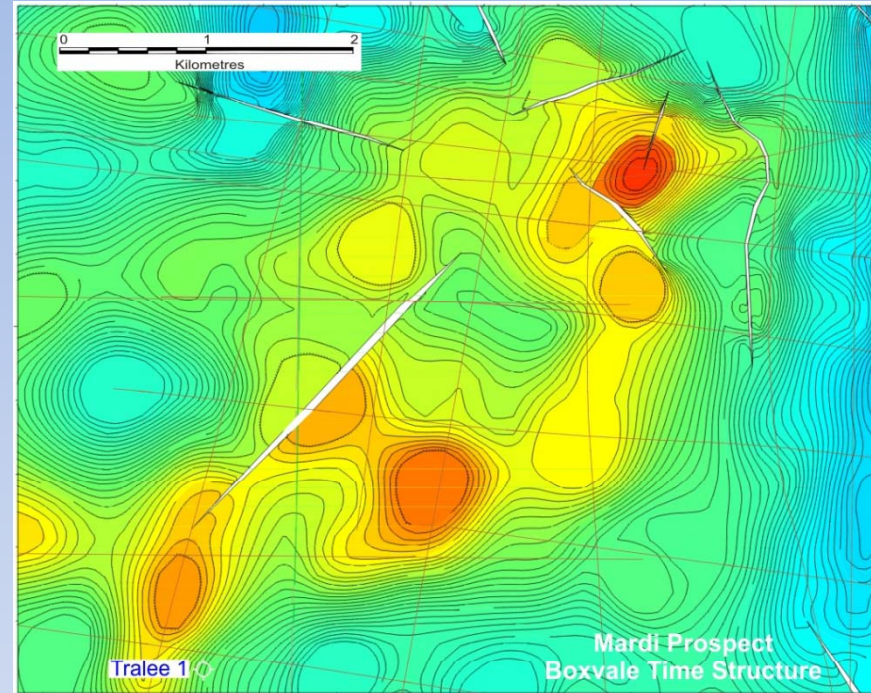 0 1 2
Kilometres
Tralee 1
Mardi Prospect
Boxvale Time Structure